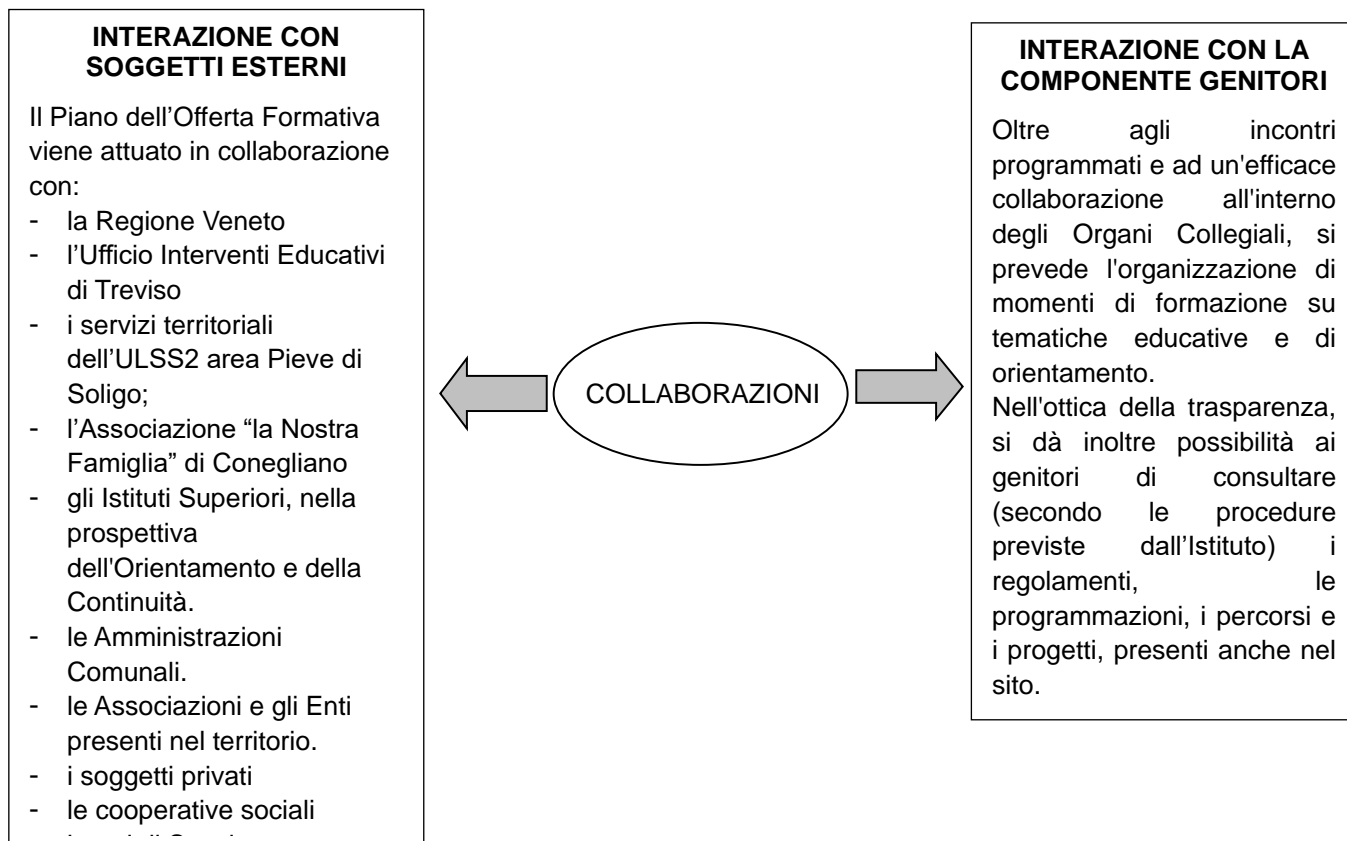 INTERAZIONE CON
SOGGETTI ESTERNI
Il Piano dell’Offerta Formativa
viene attuato in collaborazione
con:
- la Regione Veneto
- l’Ufficio Interventi Educativi
di Treviso
- i servizi territoriali
dell’ULSS2 area Pieve di
Soligo;
- l’Associazione “la Nostra
Famiglia” di Conegliano
- gli Istituti Superiori, nella
prospettiva
dell'Orientamento e della
Continuità.
- le Amministrazioni
Comunali.
- le Associazioni e gli Enti
presenti nel territorio.
- i soggetti privati
- le cooperative sociali
COLLABORAZIONI
INTERAZIONE CON LA
COMPONENTE GENITORI
Oltre agli incontri
programmati e ad un'efficace
collaborazione all'interno
degli Organi Collegiali, si
prevede l'organizzazione di
momenti di formazione su
tematiche educative e di
orientamento.
Nell'ottica della trasparenza,
si dà inoltre possibilità ai
genitori di consultare
(secondo le procedure
previste dall’Istituto) i
regolamenti, le
programmazioni, i percorsi e
i progetti, presenti anche nel
sito.